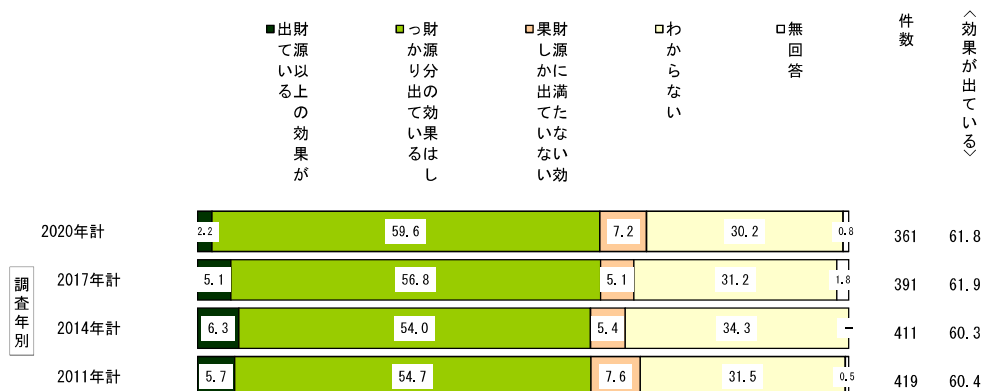 ■財源以上の効果が
出ている
■財源分の効果はし
っかり出ている
■財源に満たない効
果しか出ていない
□わからない
□無回答
件数
〈効果が出ている〉
調査年別
2020年計 2.2 59.6 7.2 30.2 0.8 361 61.8
2017年計 5.1 56.8 5.1 31.2 1.8 391 61.9
2014年計 6.3 54.0 5.4 34.3 - 411 60.3
2011年計 5.7 54.7 7.6 31.5 0.5 419 60.4